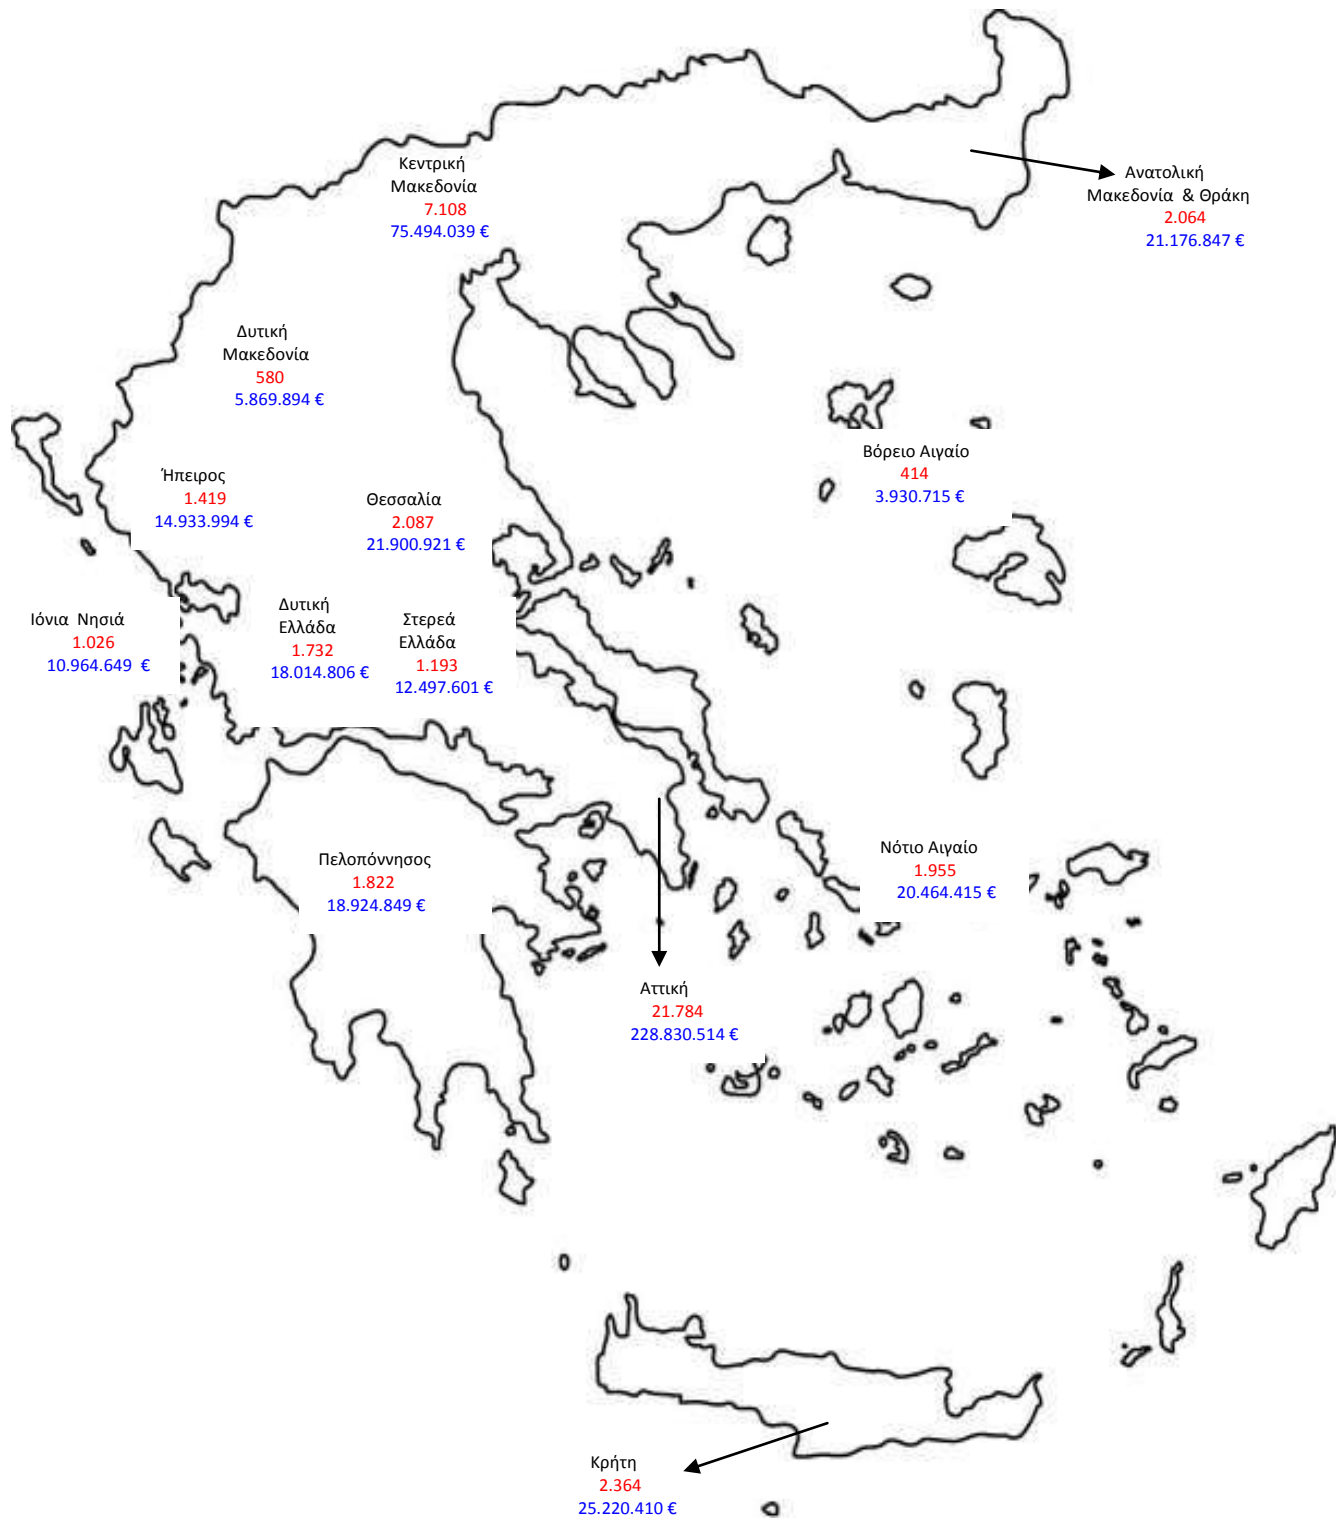 Κεντρική
Μακεδονία
7.108
75.494.039 €
Ανατολική
Μακεδονία & Θράκη
2.064
21.176.847 €
Δυτική
Μακεδονία
580
5.869.894 €
Βόρειο Αιγαίο
414
3.930.715 €
Ήπειρος
1.419
14.933.994 €
Θεσσαλία
2.087
21.900.921 €
Ιόνια Νησιά
1.026
10.964.649 €
Δυτική
Ελλάδα
1.732
18.014.806 €
Στερεά
Ελλάδα
1.193
12.497.601 €
Πελοπόννησος
1.822
18.924.849 €
Νότιο Αιγαίο
1.955
20.464.415 €
Αττική
21.784
228.830.514 €
Κρήτη
2.364
25.220.410 €